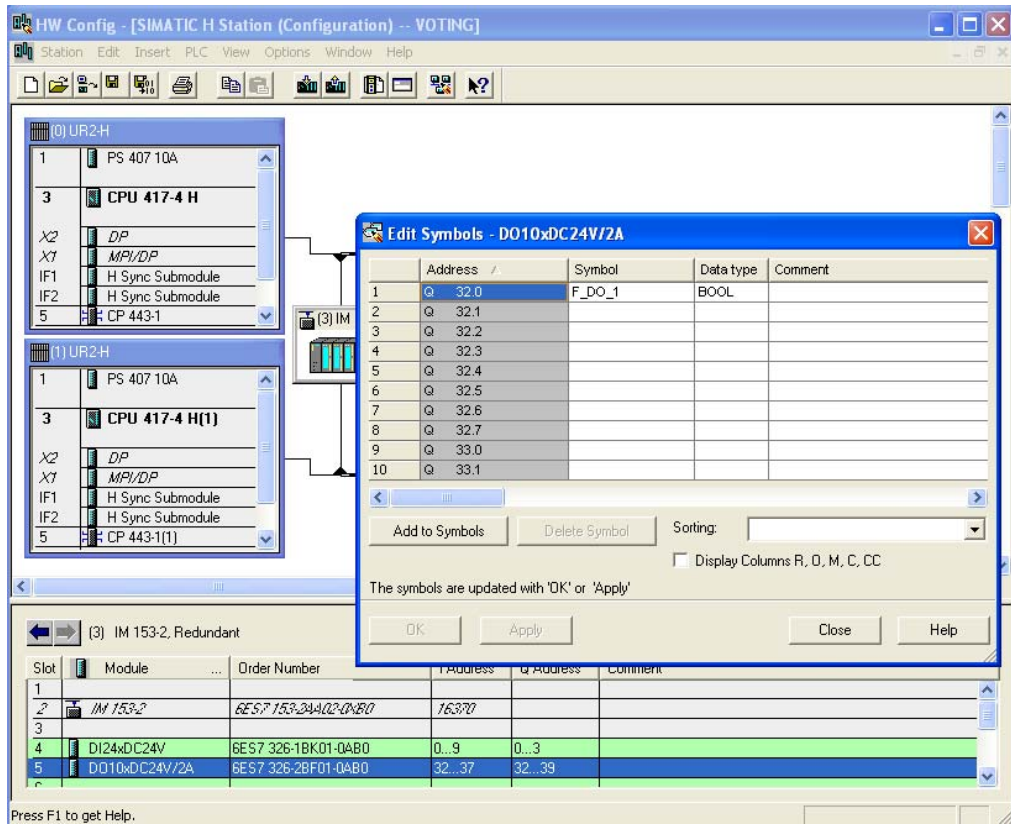 HW Config - [SIMATIC H Station (Configuration) -- VOTING]
Station Edit Insert PLC View Options Window Help
(0) UR2-H
1 PS 407 10A
3 CPU 417-4 H
X2 DP
X1 MPI/DP
IF1 H Sync Submodule
IF2 H Sync Submodule
5 CP 443-1
(1) UR2-H
1 PS 407 10A
3 CPU 417-4 H(1)
X2 DP
X1 MPI/DP
IF1 H Sync Submodule
IF2 H Sync Submodule
5 CP 443-1(1)
(3) IM
Edit Symbols - DO10xDC24V/2A
Address Symbol Data type Comment
1 Q 32.0 F_DO_1 BOOL
2 Q 32.1
3 Q 32.2
4 Q 32.3
5 Q 32.4
6 Q 32.5
7 Q 32.6
8 Q 32.7
9 Q 33.0
10 Q 33.1
Add to Symbols Delete Symbol Sorting:
Display Columns R, O, M, C, CC
The symbols are updated with 'OK' or 'Apply'
OK Apply Close Help
(3) IM 153-2, Redundant
Slot Module ... Order Number I Address Q Address Comment
1
2 IM 153-2 6ES7 153-2AA02-0XB0 16370
3
4 DI24xDC24V 6ES7 326-1BK01-0AB0 0...9 0...3
5 DO10xDC24V/2A 6ES7 326-2BF01-0AB0 32...37 32...39
Press F1 to get Help.